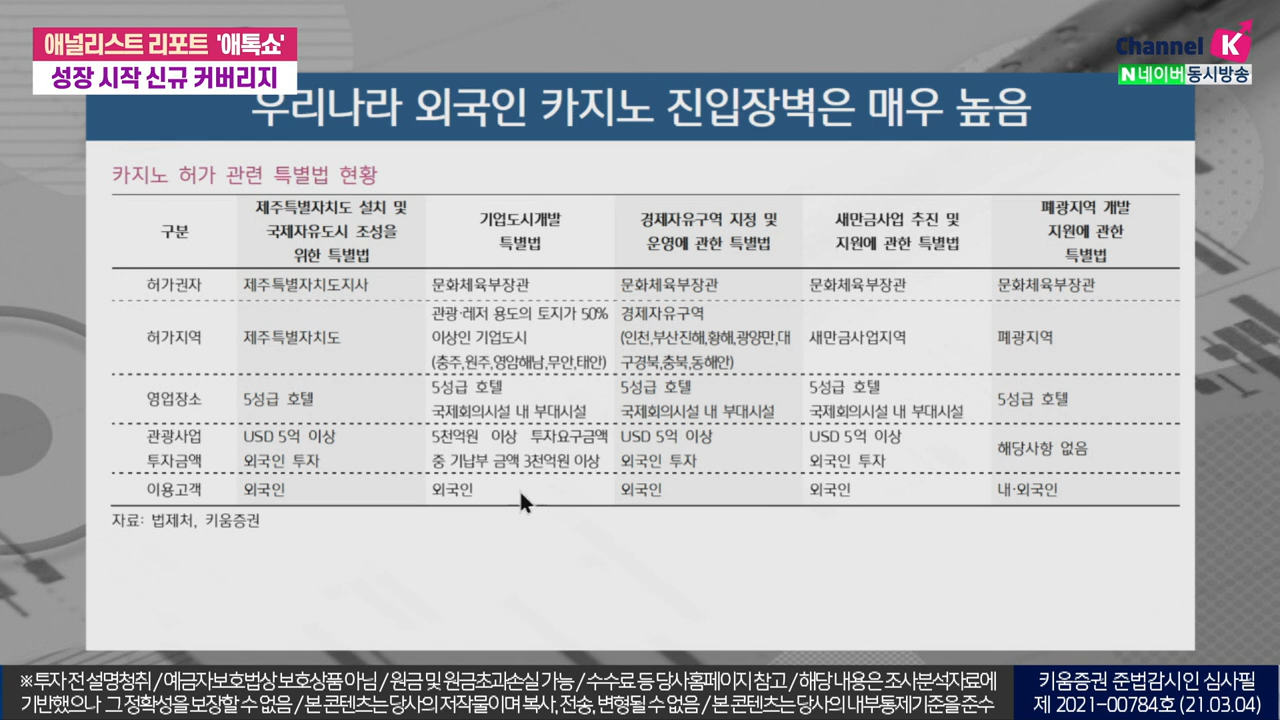 애널리스트 리포트 '애톡쇼'
성장 시작 신규 커버리지
Channel K
N 네이버 동시방송
우리나라 외국인 카지노 진입장벽은 매우 높음
카지노 허가 관련 특별법 현황
구분
제주특별자치도 설치 및
국제자유도시 조성을
위한 특별법
기업도시개발
특별법
경제자유구역 지정 및
운영에 관한 특별법
새만금사업 추진 및
지원에 관한 특별법
폐광지역 개발
지원에 관한
특별법
허가권자
제주특별자치도지사
문화체육부장관
문화체육부장관
문화체육부장관
문화체육부장관
허가지역
제주특별자치도
관광·레저 용도의 토지가 50%
이상인 기업도시
(충주,원주,영암해남,무안,태안)
경제자유구역
(인천,부산진해,황해,광양만,대
구경북,충북,동해안)
새만금사업지역
폐광지역
영업장소
5성급 호텔
5성급 호텔
국제회의시설 내 부대시설
5성급 호텔
국제회의시설 내 부대시설
5성급 호텔
국제회의시설 내 부대시설
5성급 호텔
관광사업
투자금액
USD 5억 이상
외국인 투자
5천억원 이상 투자요구금액
중 기납부 금액 3천억원 이상
USD 5억 이상
외국인 투자
USD 5억 이상
외국인 투자
해당사항 없음
이용고객
외국인
외국인
외국인
외국인
내·외국인
자료: 법제처, 키움증권
※ 투자 전 설명청취 / 예금자보호법상 보호상품 아님 / 원금 및 원금초과손실 가능 / 수수료 등 당사홈페이지 참고 / 해당 내용은 조사분석자료에
기반했으나 그 정확성을 보장할 수 없음 / 본 콘텐츠는 당사의 저작물이며 복사, 전송, 변형될 수 없음 / 본 콘텐츠는 당사의 내부통제기준을 준수
키움증권 준법감시인 심사필
제 2021-00784호 (21.03.04)